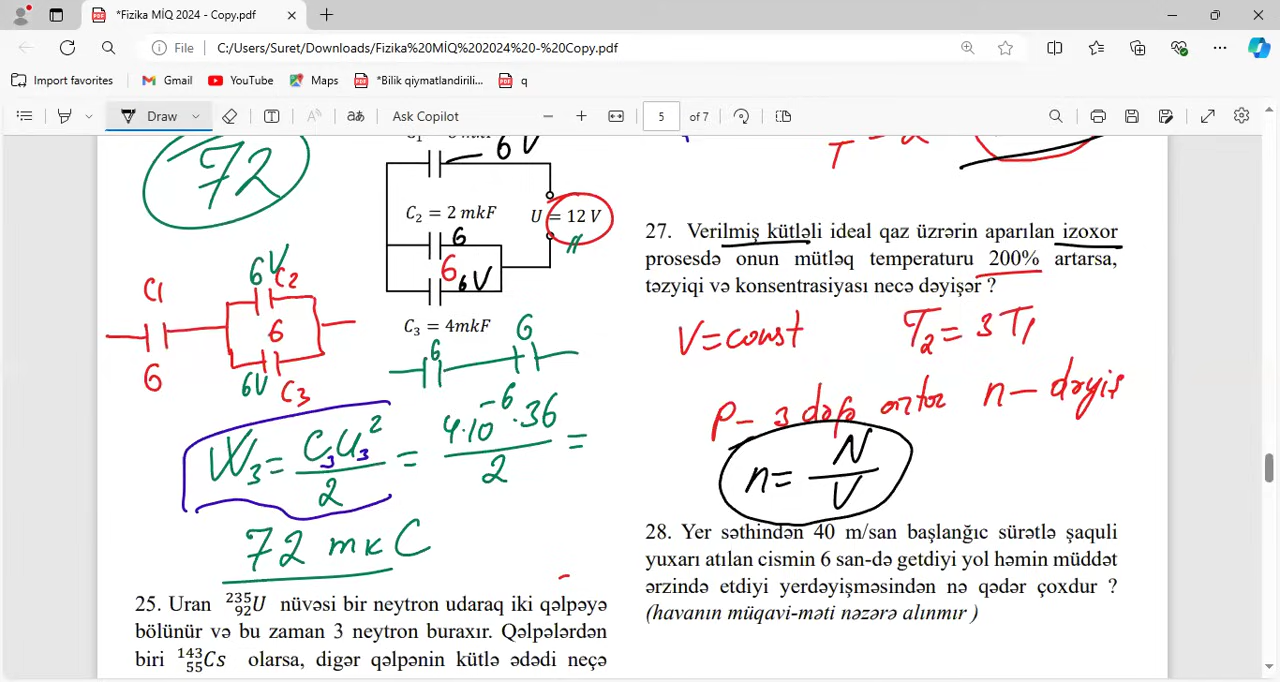 *Fizika MİQ 2024 - Copy.pdf
File
C:/Users/Suret/Downloads/Fizika%20MİQ%202024%20-%20Copy.pdf
Import favorites
Gmail
YouTube
Maps
*Bilik qiymatlandirili...
q
Draw
aあ
Ask Copilot
5 of 7
72
6 V
C₂ = 2 mkF
U = 12 V
6
6
6V
C₃ = 4mkF
6V
C2
C1
6
6
6V
C3
6
6
W₃ = C₃U₃²/2 = 4·10⁻⁶·36/2 =
72 mкC
25. Uran ²³⁵₉₂U nüvəsi bir neytron udaraq iki qəlpəyə
bölünür və bu zaman 3 neytron buraxır. Qəlpələrdən
biri ¹⁴³₅₅Cs olarsa, digər qəlpənin kütlə ədədi neçə
27. Verilmiş kütləli ideal qaz üzərin aparılan izoxor
prosesdə onun mütləq temperaturu 200% artarsa,
təzyiqi və konsentrasiyası necə dəyişər ?
V=const
T₂ = 3T₁
P – 3 dəfə artar n – dəyiş
n = N/V
28. Yer səthindən 40 m/san başlanğıc sürətlə şaquli
yuxarı atılan cismin 6 san-də getdiyi yol həmin müddət
ərzində etdiyi yerdəyişməsindən nə qədər çoxdur ?
(havanın müqavi-məti nəzərə alınmır )